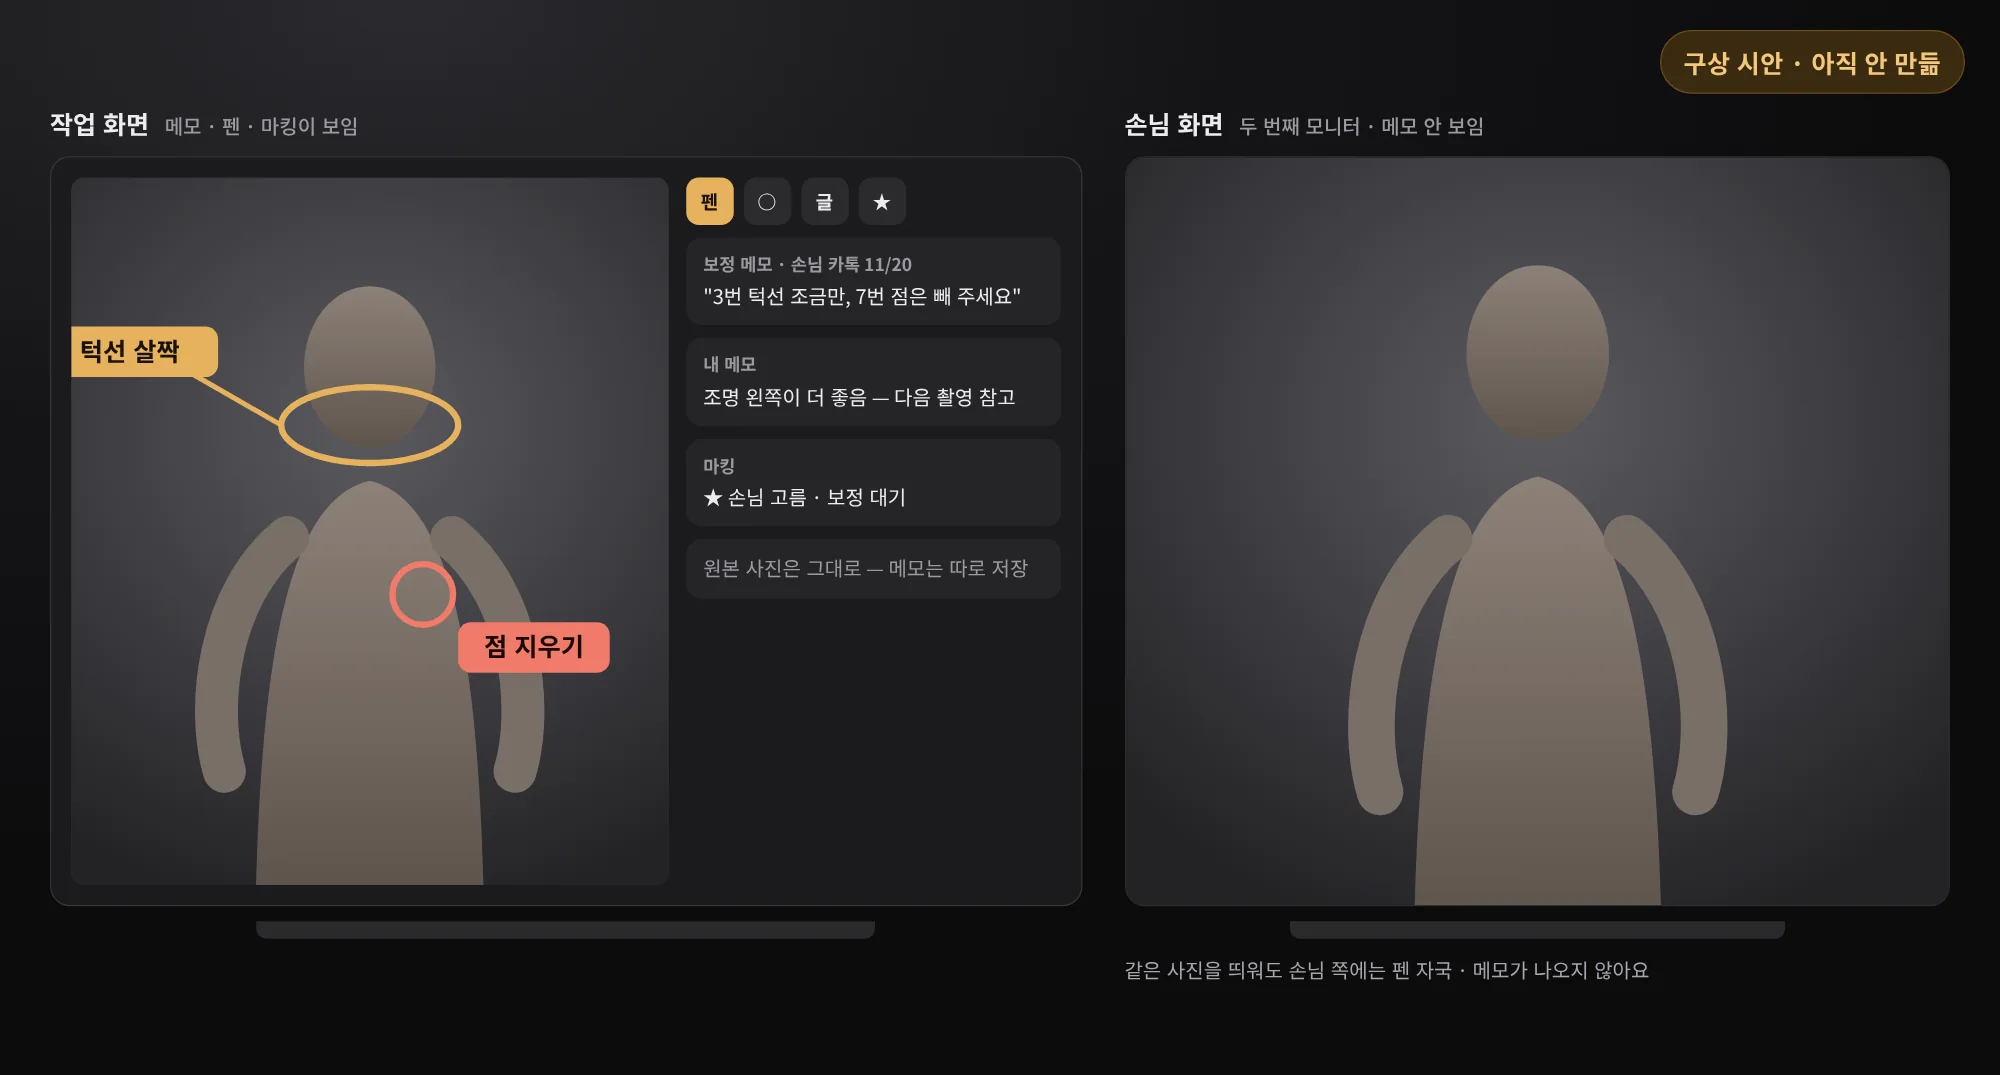 구상 시안 · 아직 안 만듦
작업 화면 메모 · 펜 · 마킹이 보임
턱선 살짝
점 지우기
펜 ○ 글 ★
보정 메모 · 손님 카톡 11/20
"3번 턱선 조금만, 7번 점은 빼 주세요"
내 메모
조명 왼쪽이 더 좋음 — 다음 촬영 참고
마킹
★ 손님 고름 · 보정 대기
원본 사진은 그대로 — 메모는 따로 저장
손님 화면 두 번째 모니터 · 메모 안 보임
같은 사진을 띄워도 손님 쪽에는 펜 자국 · 메모가 나오지 않아요